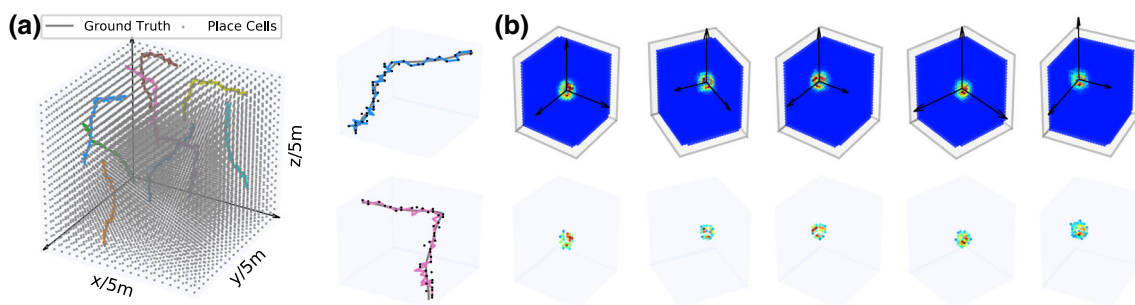 (a)
Ground Truth
Place Cells
z/5m
x/5m
y/5m
(b)